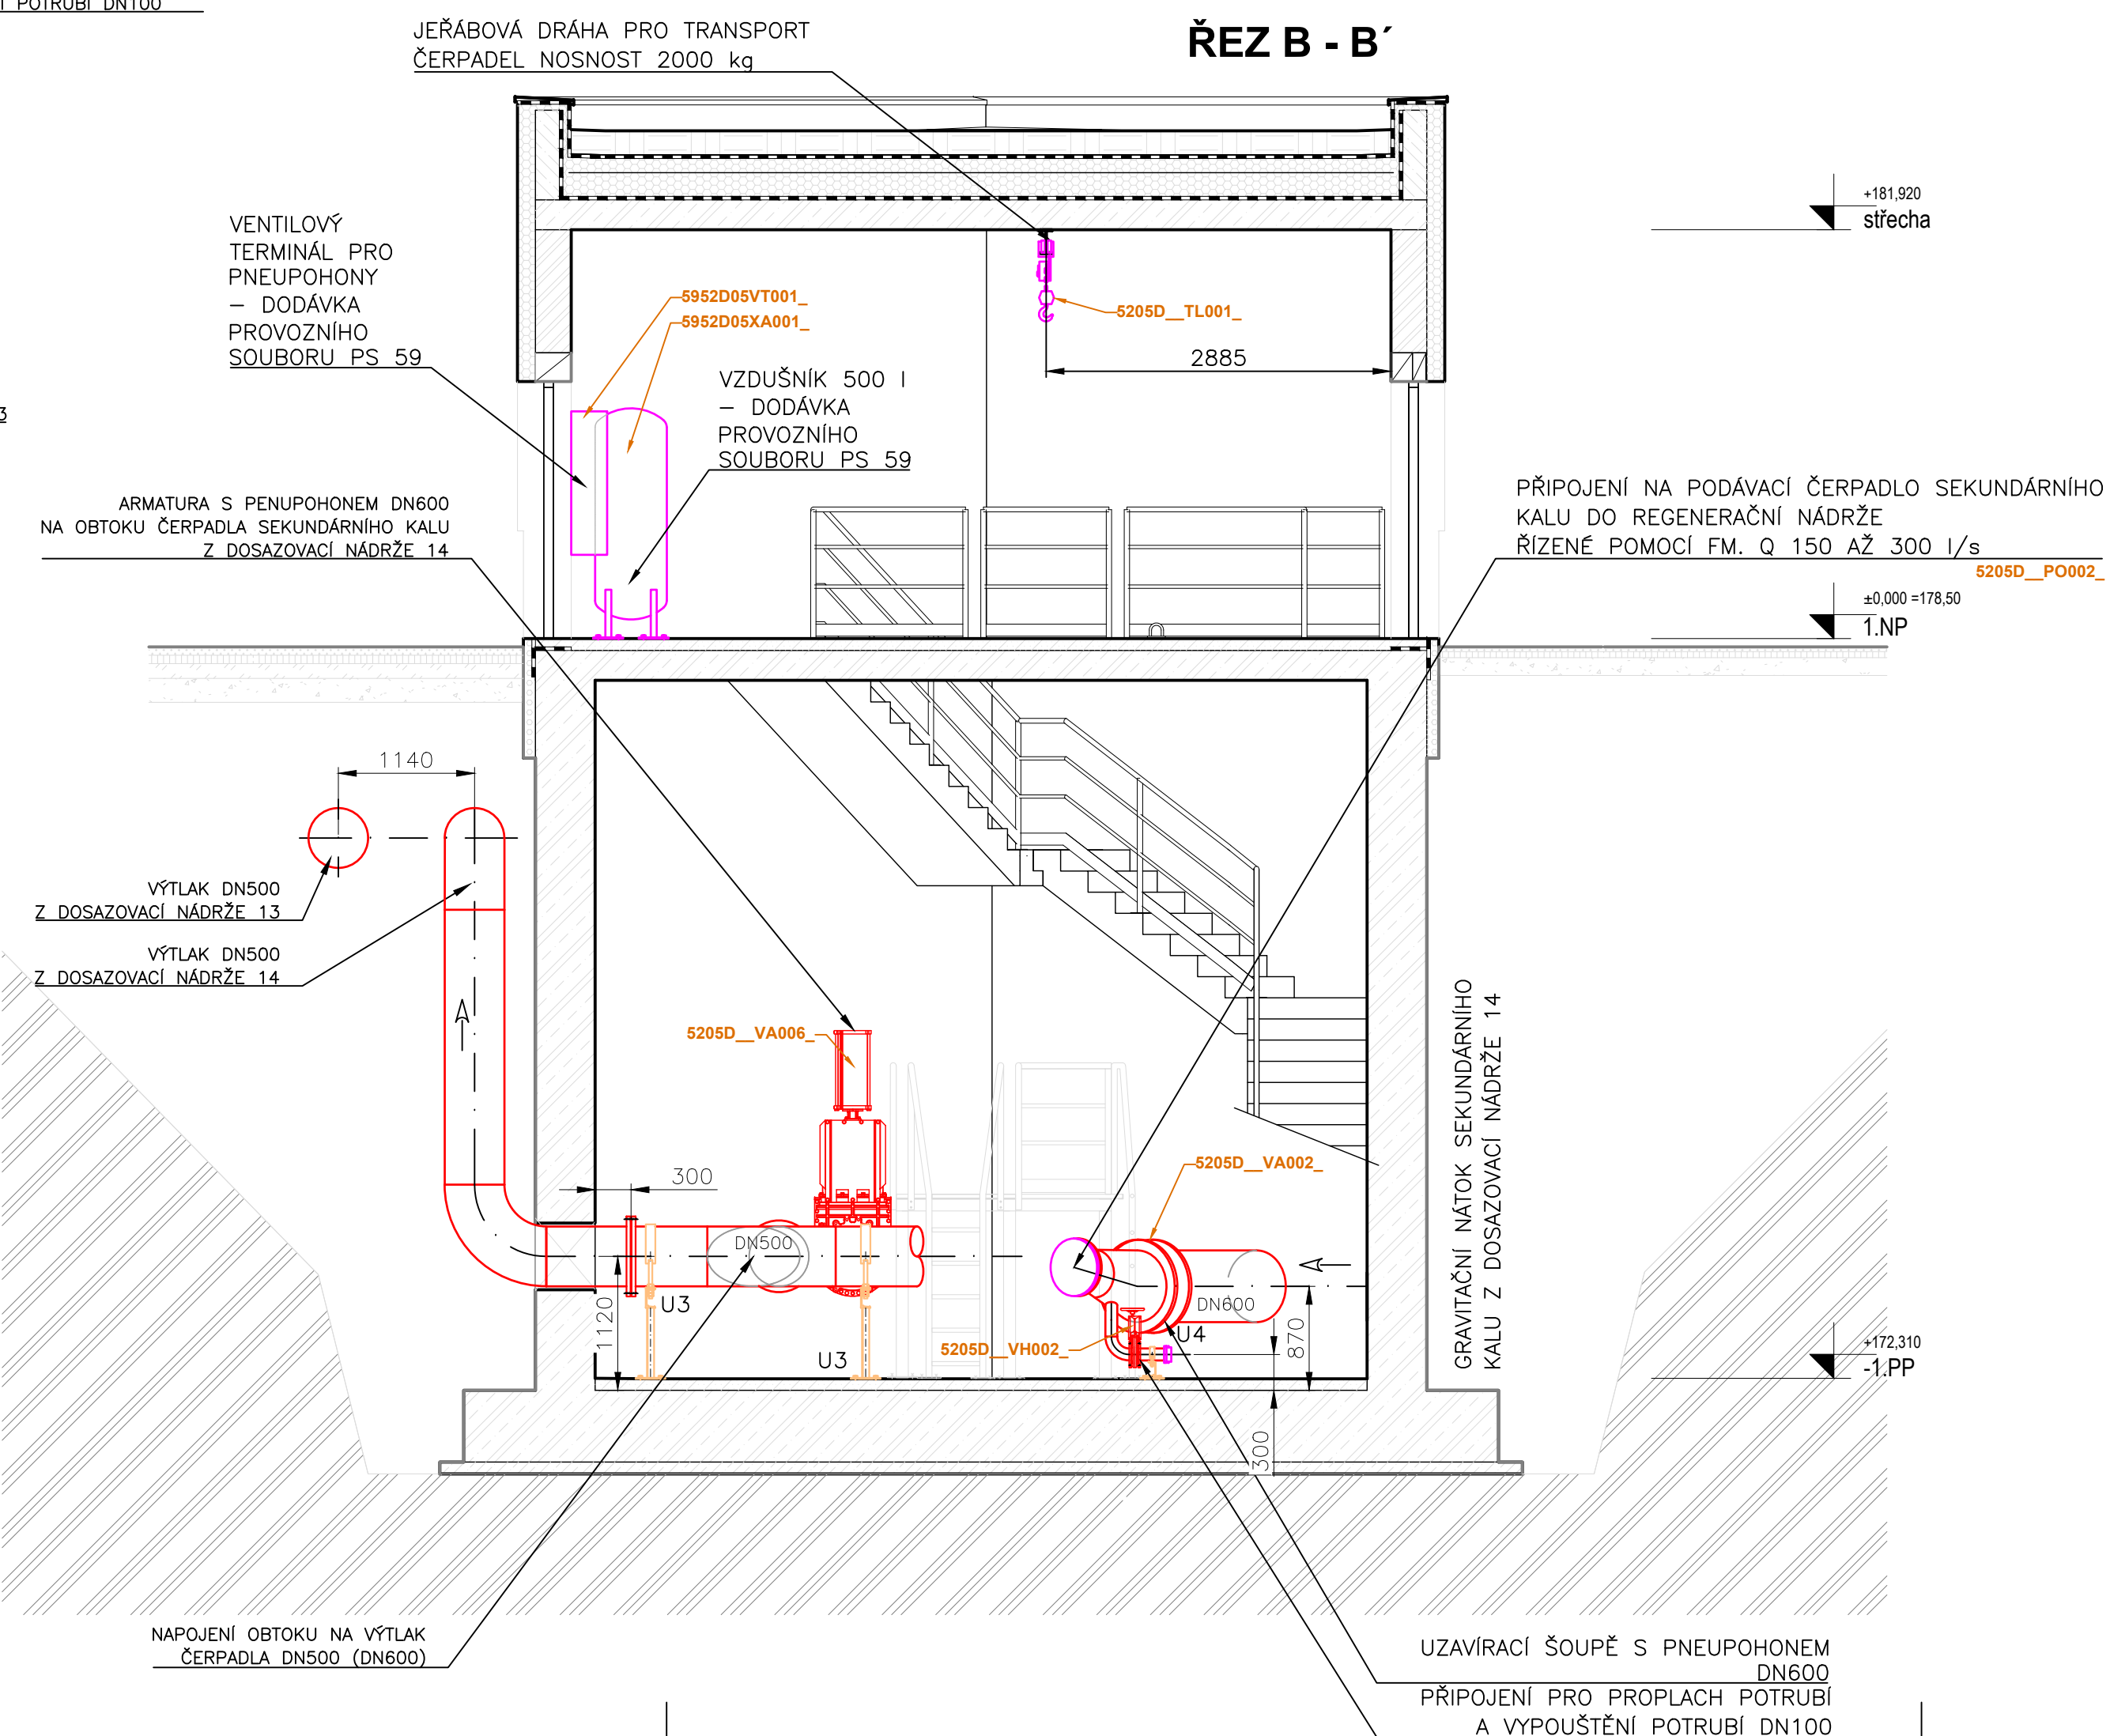 POTRUBÍ DN100
JEŘÁBOVÁ DRÁHA PRO TRANSPORT
ČERPADEL NOSNOST 2000 kg
ŘEZ B - B´
+181,920
střecha
VENTILOVÝ
TERMINÁL PRO
PNEUPOHONY
– DODÁVKA
PROVOZNÍHO
SOUBORU PS 59
5952D05VT001_
5952D05XA001_
5205D__TL001_
2885
VZDUŠNÍK 500 l
– DODÁVKA
PROVOZNÍHO
SOUBORU PS 59
3
ARMATURA S PENUPOHONEM DN600
NA OBTOKU ČERPADLA SEKUNDÁRNÍHO KALU
Z DOSAZOVACÍ NÁDRŽE 14
PŘIPOJENÍ NA PODÁVACÍ ČERPADLO SEKUNDÁRNÍHO
KALU DO REGENERAČNÍ NÁDRŽE
ŘÍZENÉ POMOCÍ FM. Q 150 AŽ 300 l/s
5205D__PO002_
±0,000 =178,50
1.NP
1140
VÝTLAK DN500
Z DOSAZOVACÍ NÁDRŽE 13
VÝTLAK DN500
Z DOSAZOVACÍ NÁDRŽE 14
5205D__VA006_
300
DN500
U3
1120
U3
5205D__VA002_
DN600
U4
5205D__VH002_
870
300
GRAVITAČNÍ NÁTOK SEKUNDÁRNÍHO
KALU Z DOSAZOVACÍ NÁDRŽE 14
+172,310
-1.PP
NAPOJENÍ OBTOKU NA VÝTLAK
ČERPADLA DN500 (DN600)
UZAVÍRACÍ ŠOUPĚ S PNEUPOHONEM
DN600
PŘIPOJENÍ PRO PROPLACH POTRUBÍ
A VYPOUŠTĚNÍ POTRUBÍ DN100